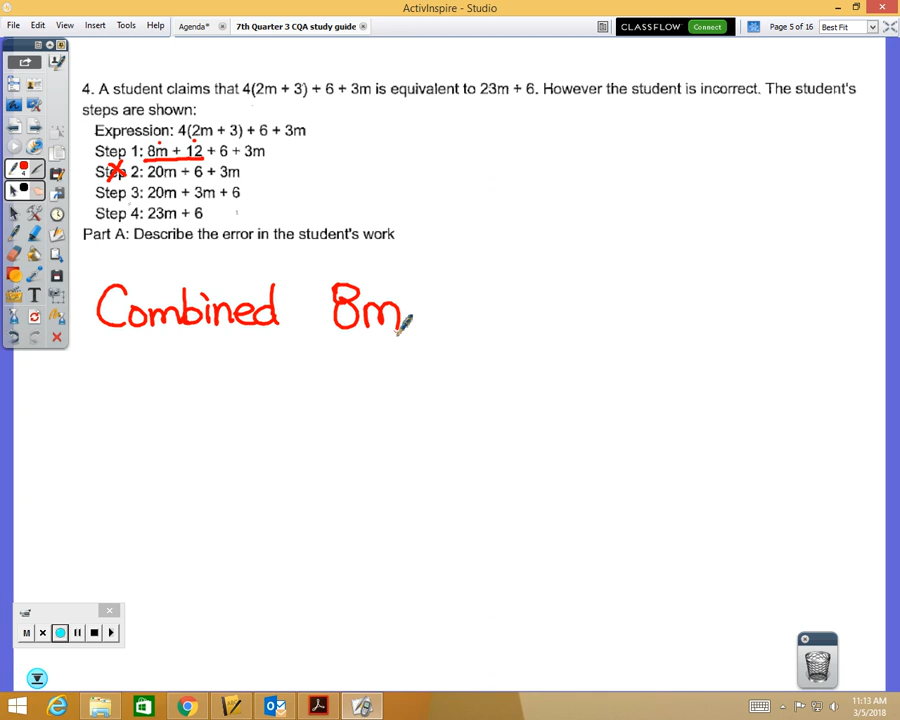 ActivInspire - Studio
File Edit View Insert Tools Help Agenda* 7th Quarter 3 CQA study guide CLASSFLOW Connect Page 5 of 16 Best Fit
4. A student claims that 4(2m + 3) + 6 + 3m is equivalent to 23m + 6. However the student is incorrect. The student's
steps are shown:
Expression: 4(2m + 3) + 6 + 3m
Step 1: 8m + 12 + 6 + 3m
Step 2: 20m + 6 + 3m
Step 3: 20m + 3m + 6
Step 4: 23m + 6
Part A: Describe the error in the student's work
Combined 8m
4
T
M
11:13 AM
3/5/2018